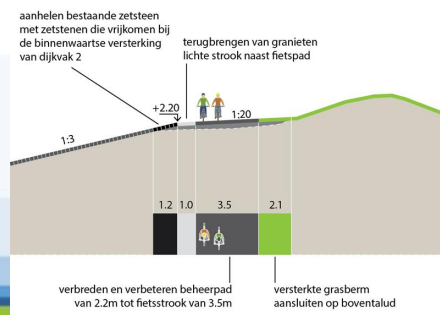 aanhelen bestaande zetsteen
met zetstenen die vrijkomen bij
de binnenwaartse versterking
van dijkvak 2
terugbrengen van granieten
lichte strook naast fietspad
+2.20
1:20
1:3
1.2 1.0 3.5 2.1
verbreden en verbeteren beheerpad
van 2.2m tot fietsstrook van 3.5m
versterkte grasberm
aansluiten op boventalud